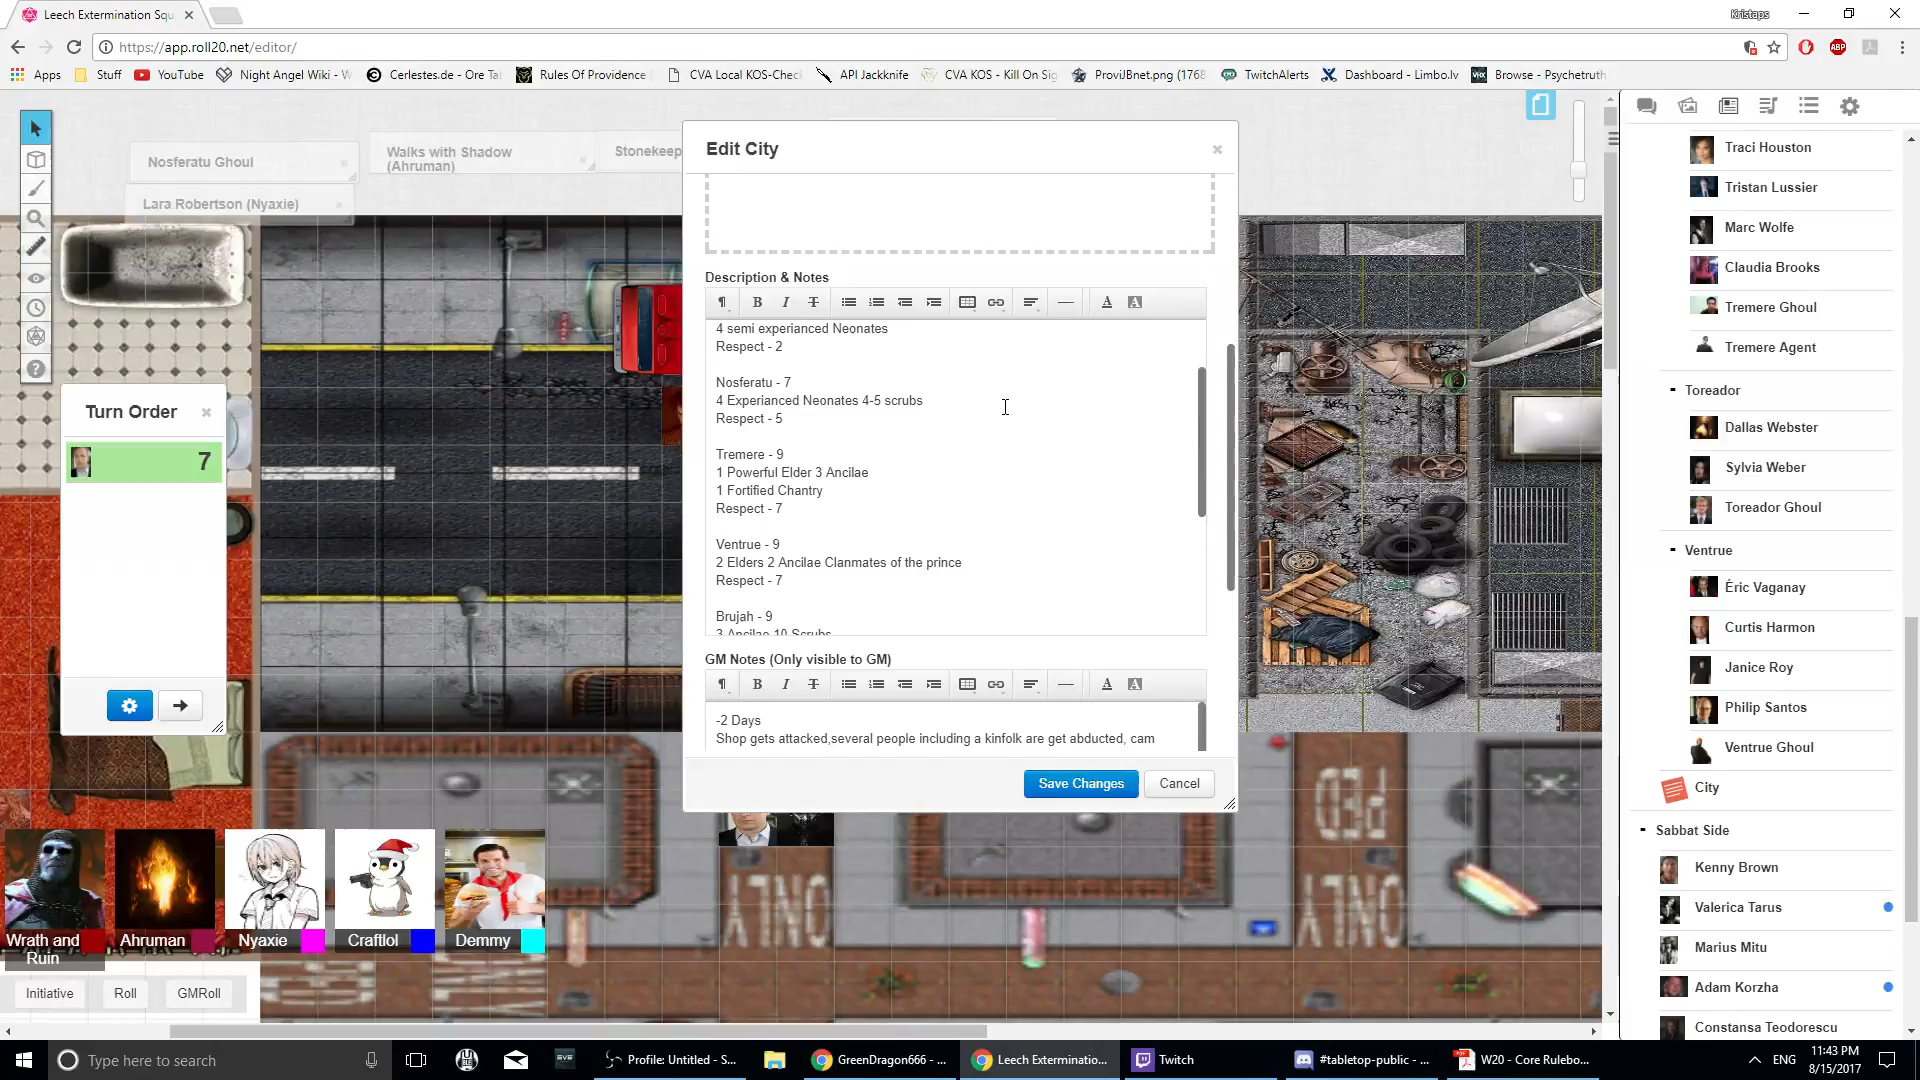 Leech Extermination Squ
Kristaps
https://app.roll20.net/editor/
Apps
Stuff
YouTube
Night Angel Wiki - W
Cerlestes.de - Ore Tal
Rules Of Providence
CVA Local KOS-Check
API Jackknife
CVA KOS - Kill On Sig
ProviJBnet.png (1768
TwitchAlerts
Dashboard - Limbo.lv
Browse - Psychetruth
Nosferatu Ghoul
Walks with Shadow
(Ahruman)
Stonekeep
Lara Robertson (Nyaxie)
Turn Order
7
Edit City
Description & Notes
4 semi experianced Neonates
Respect - 2
Nosferatu - 7
4 Experianced Neonates 4-5 scrubs
Respect - 5
Tremere - 9
1 Powerful Elder 3 Ancilae
1 Fortified Chantry
Respect - 7
Ventrue - 9
2 Elders 2 Ancilae Clanmates of the prince
Respect - 7
Brujah - 9
3 Ancilae 10 Scrubs
GM Notes (Only visible to GM)
-2 Days
Shop gets attacked,several people including a kinfolk are get abducted, cam
Save Changes
Cancel
Traci Houston
Tristan Lussier
Marc Wolfe
Claudia Brooks
Tremere Ghoul
Tremere Agent
Toreador
Dallas Webster
Sylvia Weber
Toreador Ghoul
Ventrue
Éric Vaganay
Curtis Harmon
Janice Roy
Philip Santos
Ventrue Ghoul
City
Sabbat Side
Kenny Brown
Valerica Tarus
Marius Mitu
Adam Korzha
Constansa Teodorescu
PED
ONLY
ONLY
Wrath and
Ruin
Ahruman
Nyaxie
Craftlol
Demmy
Initiative
Roll
GMRoll
Type here to search
Profile: Untitled - S...
GreenDragon666 - ...
Leech Exterminatio...
Twitch
#tabletop-public - ...
W20 - Core Rulebo...
ENG
11:43 PM
8/15/2017